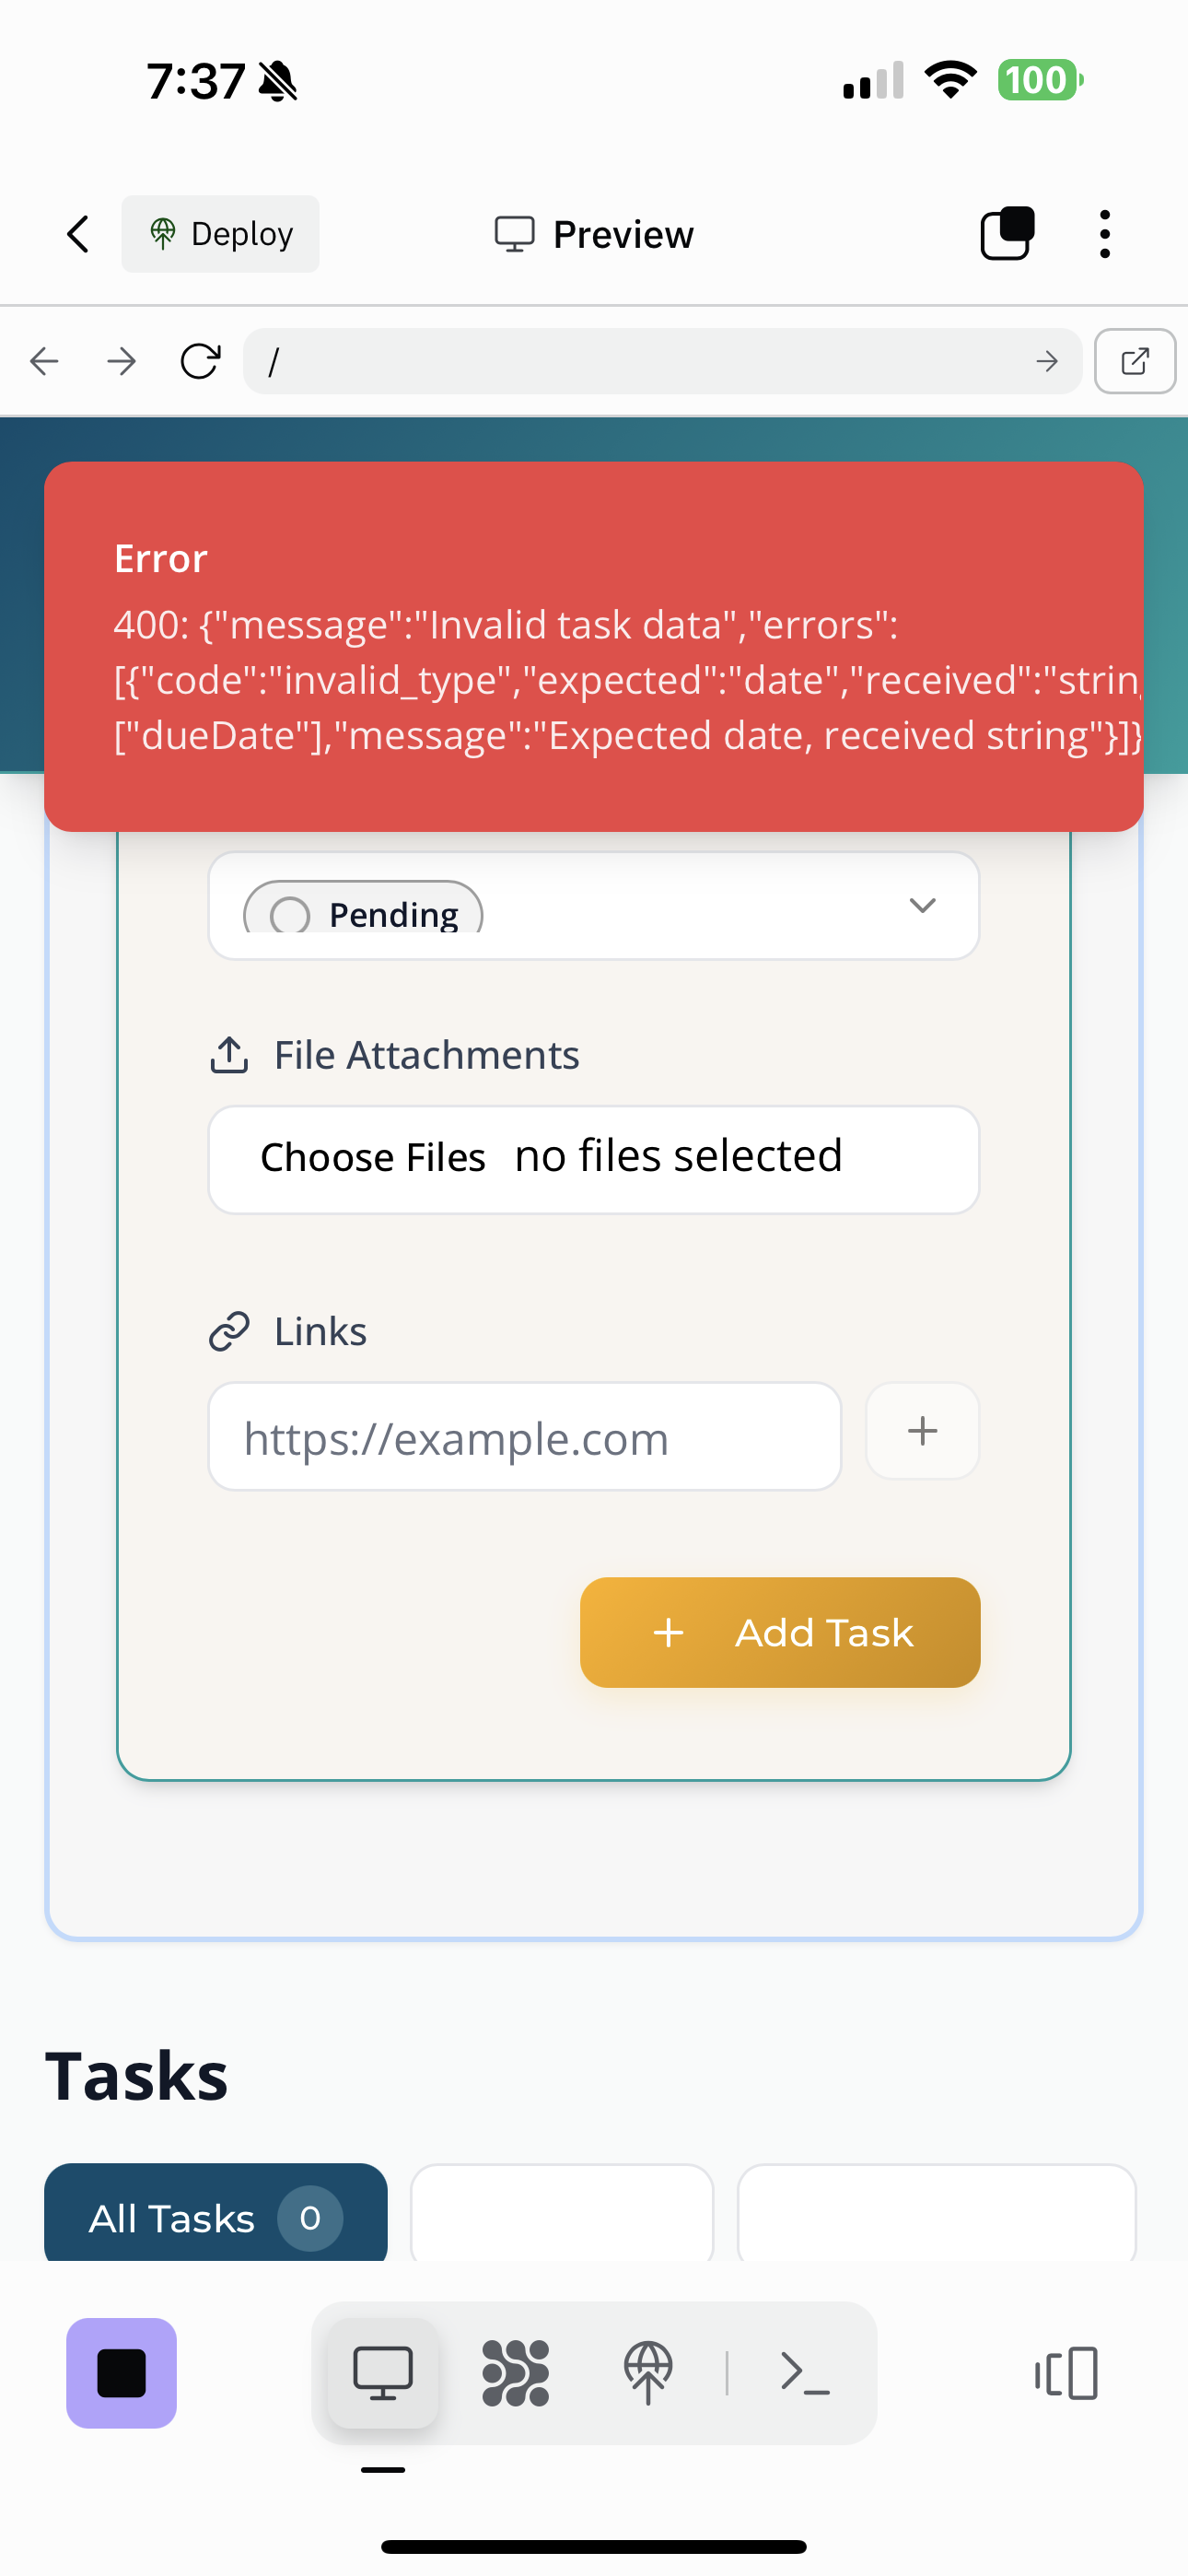 7:37
100
Deploy
Preview
/
Error
400: {"message":"Invalid task data","errors":
[{"code":"invalid_type","expected":"date","received":"strin
["dueDate"],"message":"Expected date, received string"}]}
Pending
File Attachments
Choose Files no files selected
Links
https://example.com
+
+ Add Task
Tasks
All Tasks 0